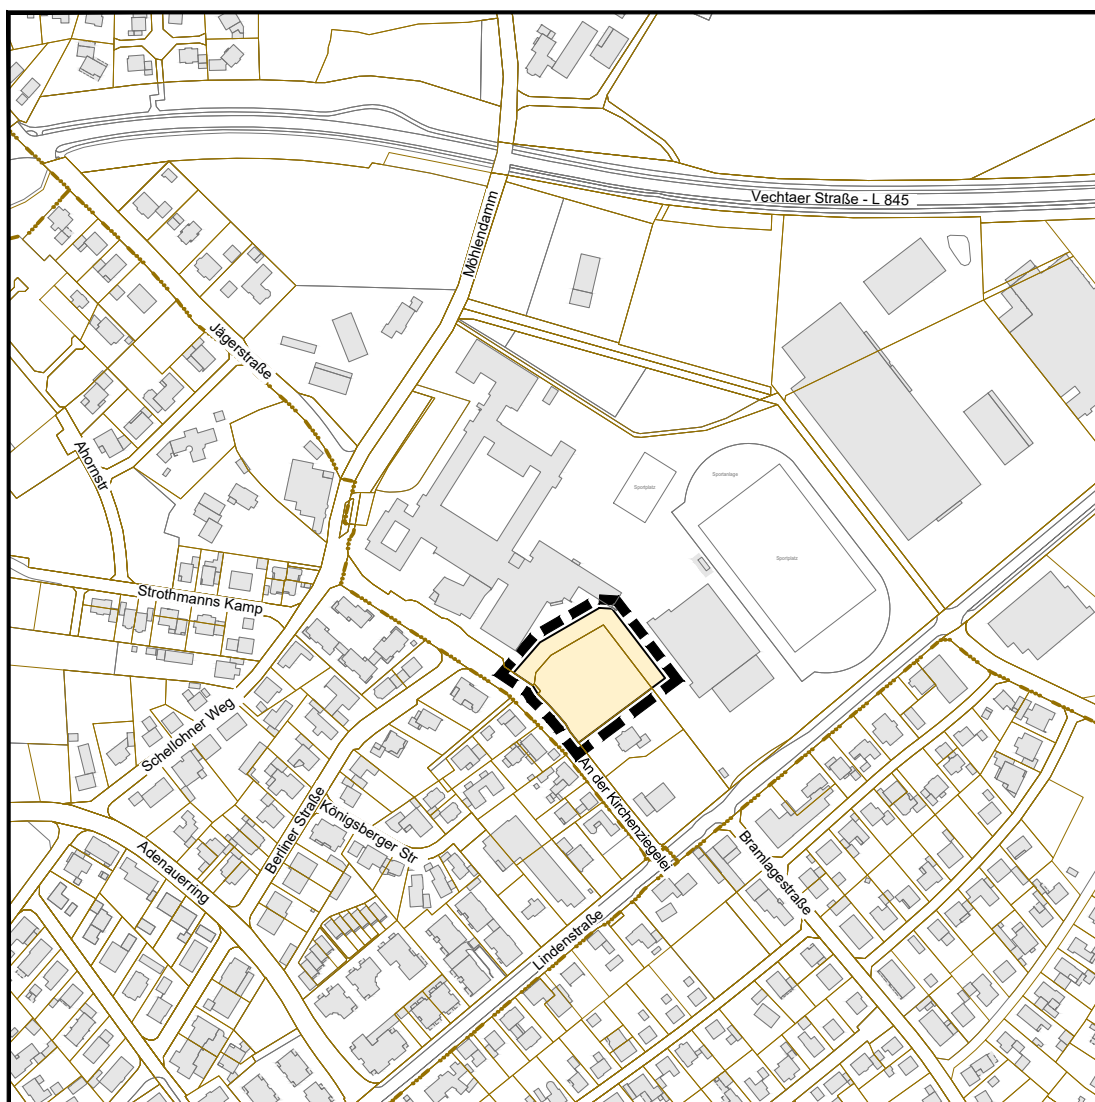 Vechtaer Straße - L 845
Möhlendamm
Jägerstraße
Ahornstr
Sportanlage
Sportplatz
Sportplatz
Strothmanns Kamp
Schellohner Weg
An der Kirchenziegelei
Berliner Straße
Königsberger Str
Adenauerring
Bramlagestraße
Lindenstraße